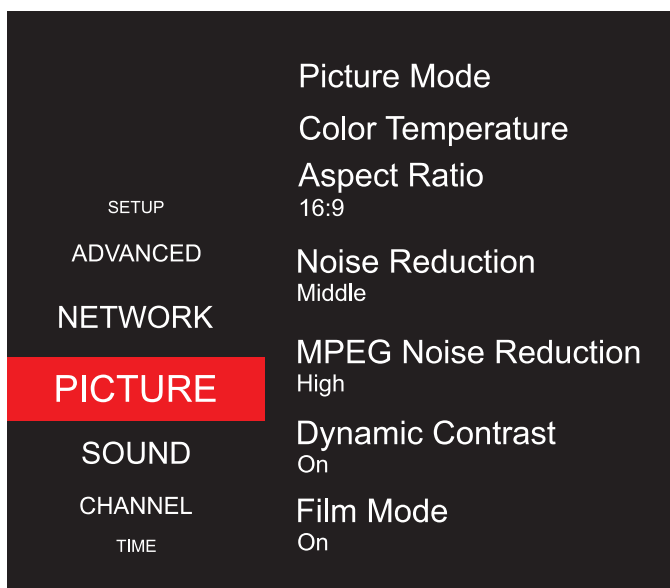 SETUP
ADVANCED
NETWORK
PICTURE
SOUND
CHANNEL
TIME
Picture Mode
Color Temperature
Aspect Ratio
16:9
Noise Reduction
Middle
MPEG Noise Reduction
High
Dynamic Contrast
On
Film Mode
On